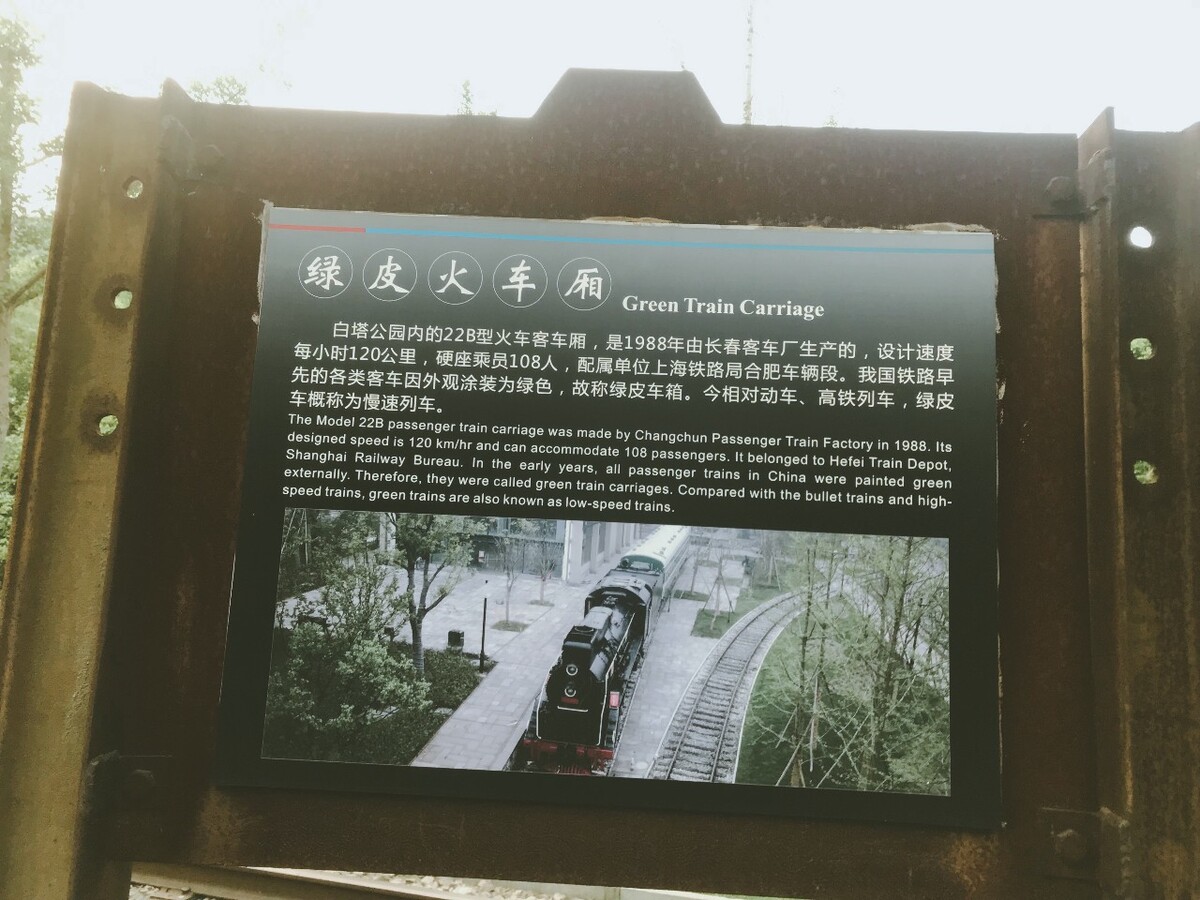 绿皮火车厢 Green Train Carriage
白塔公园内的22B型火车客车厢，是1988年由长春客车厂生产的，设计速度
每小时120公里，硬座乘员108人，配属单位上海铁路局合肥车辆段。我国铁路早
先的各类客车因外观涂装为绿色，故称绿皮车箱。今相对动车、高铁列车，绿皮
车概称为慢速列车。
The Model 22B passenger train carriage was made by Changchun Passenger Train Factory in 1988. Its
designed speed is 120 km/hr and can accommodate 108 passengers. It belonged to Hefei Train Depot,
Shanghai Railway Bureau. In the early years, all passenger trains in China were painted green
externally. Therefore, they were called green train carriages. Compared with the bullet trains and high-
speed trains, green trains are also known as low-speed trains.